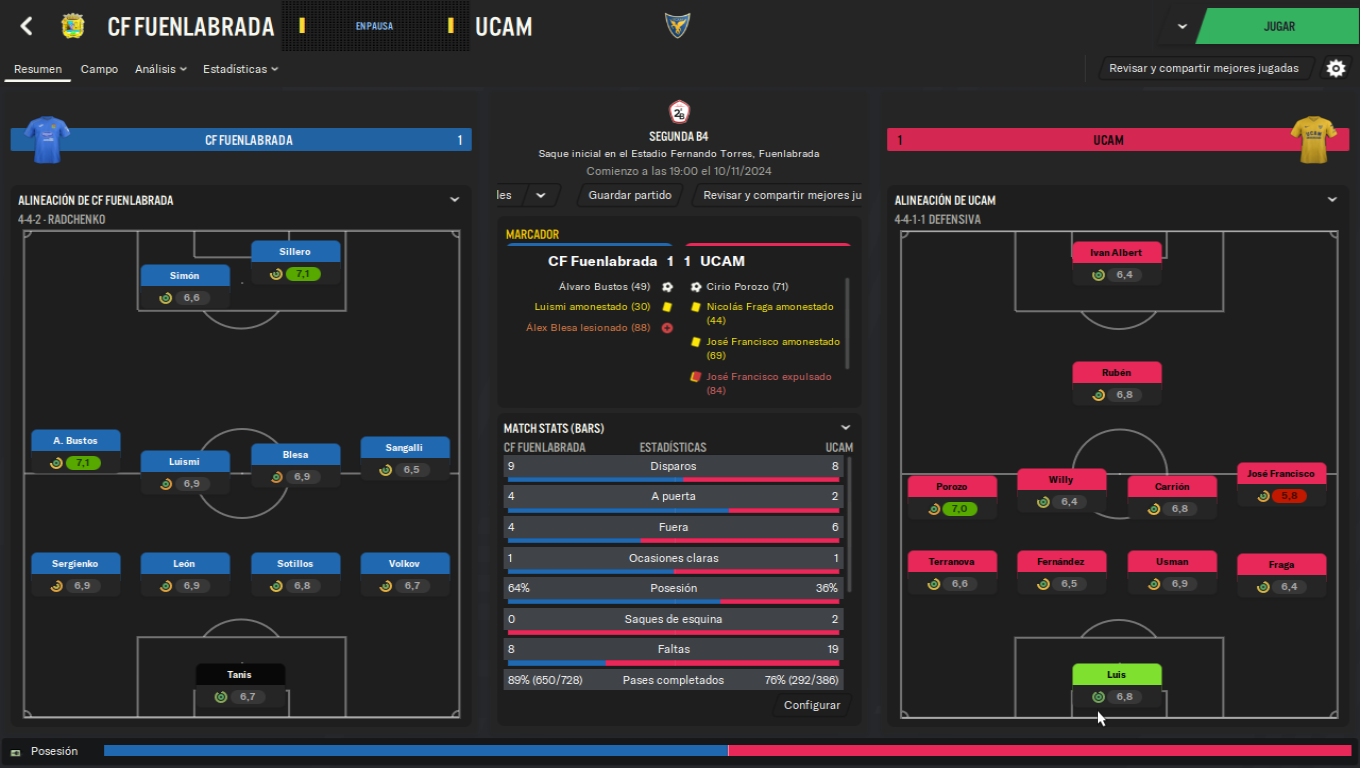 CF FUENLABRADA
EN PAUSA
UCAM
JUGAR
Resumen
Campo
Análisis
Estadísticas
Revisar y compartir mejores jugadas
CF FUENLABRADA
1
ALINEACIÓN DE CF FUENLABRADA
4-4-2 - RADCHENKO
Sillero
7,1
Simón
6,6
A. Bustos
7,1
Luismi
6,9
Blesa
6,9
Sangalli
6,5
Sergienko
6,9
León
6,9
Sotillos
6,8
Volkov
6,7
Tanis
6,7
2ªB
SEGUNDA B4
Saque inicial en el Estadio Fernando Torres, Fuenlabrada
Comienzo a las 19:00 el 10/11/2024
les
Guardar partido
Revisar y compartir mejores ju
MARCADOR
CF Fuenlabrada 1 1 UCAM
Álvaro Bustos (49)
Cirio Porozo (71)
Luismi amonestado (30)
Nicolás Fraga amonestado
(44)
Álex Blesa lesionado (88)
José Francisco amonestado
(69)
José Francisco expulsado
(84)
MATCH STATS (BARS)
CF FUENLABRADA ESTADÍSTICAS UCAM
9 Disparos 8
4 A puerta 2
4 Fuera 6
1 Ocasiones claras 1
64% Posesión 36%
0 Saques de esquina 2
8 Faltas 19
89% (650/728) Pases completados 76% (292/386)
Configurar
1
UCAM
ALINEACIÓN DE UCAM
4-4-1-1 DEFENSIVA
Ivan Albert
6,4
Rubén
6,8
Porozo
7,0
Willy
6,4
Carrión
6,8
José Francisco
5,8
Terranova
6,6
Fernández
6,5
Usman
6,9
Fraga
6,4
Luis
6,8
Posesión